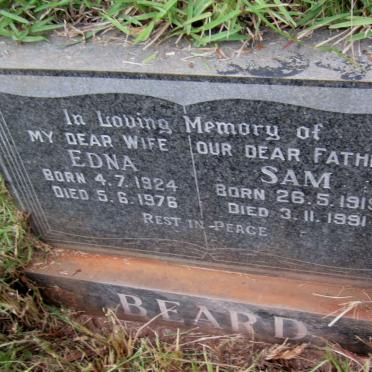 In Loving Memory of
MY DEAR WIFE
EDNA
BORN 4.7.1924
DIED 5.6.1976
OUR DEAR FATH
SAM
BORN 26.5.191
DIED 3.11.1991
REST IN PEACE
BEARD